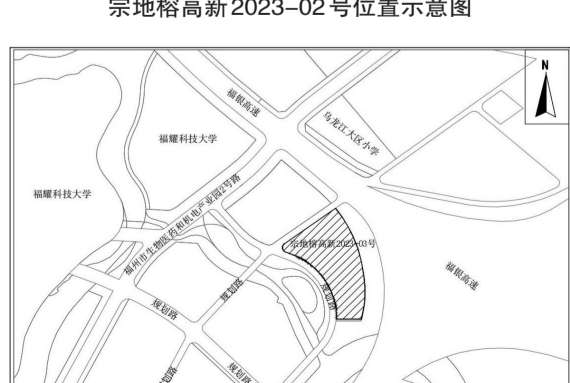 宗地榕高新2023-02号位置示意图
N
福银高速
乌龙江大区小学
福耀科技大学
福耀科技大学
福州市生物医药和机电产业园2号路
宗地榕高新2023-03号
福银高速
规划路
规划路
规划路
规划路
规划路